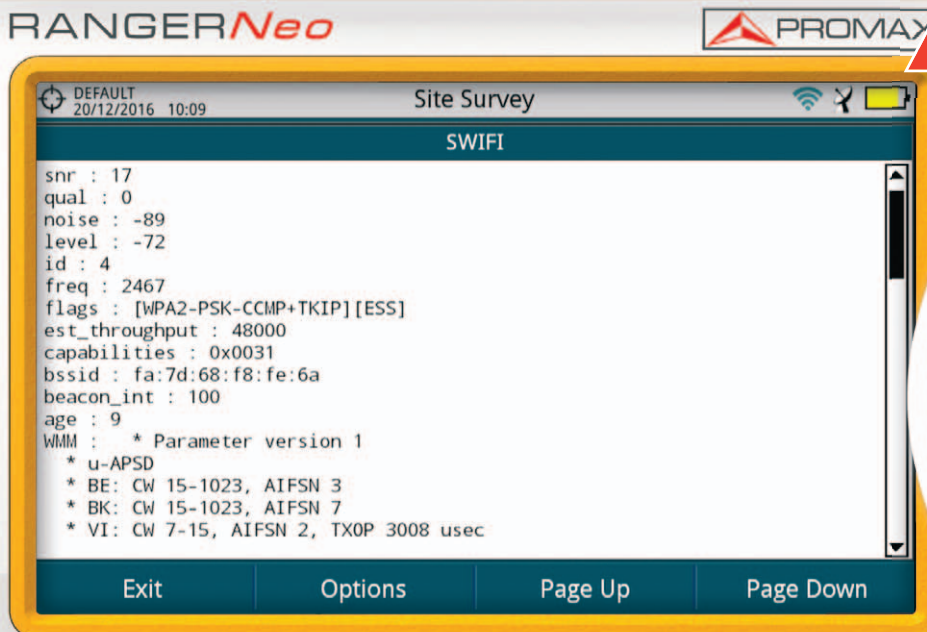 RANGERNeo
PROMAX
DEFAULT
20/12/2016 10:09
Site Survey
SWIFI
snr : 17
qual : 0
noise : -89
level : -72
id : 4
freq : 2467
flags : [WPA2-PSK-CCMP+TKIP][ESS]
est_throughput : 48000
capabilities : 0x0031
bssid : fa:7d:68:f8:fe:6a
beacon_int : 100
age : 9
WMM : * Parameter version 1
* u-APSD
* BE: CW 15-1023, AIFSN 3
* BK: CW 15-1023, AIFSN 7
* VI: CW 7-15, AIFSN 2, TXOP 3008 usec
Exit Options Page Up Page Down